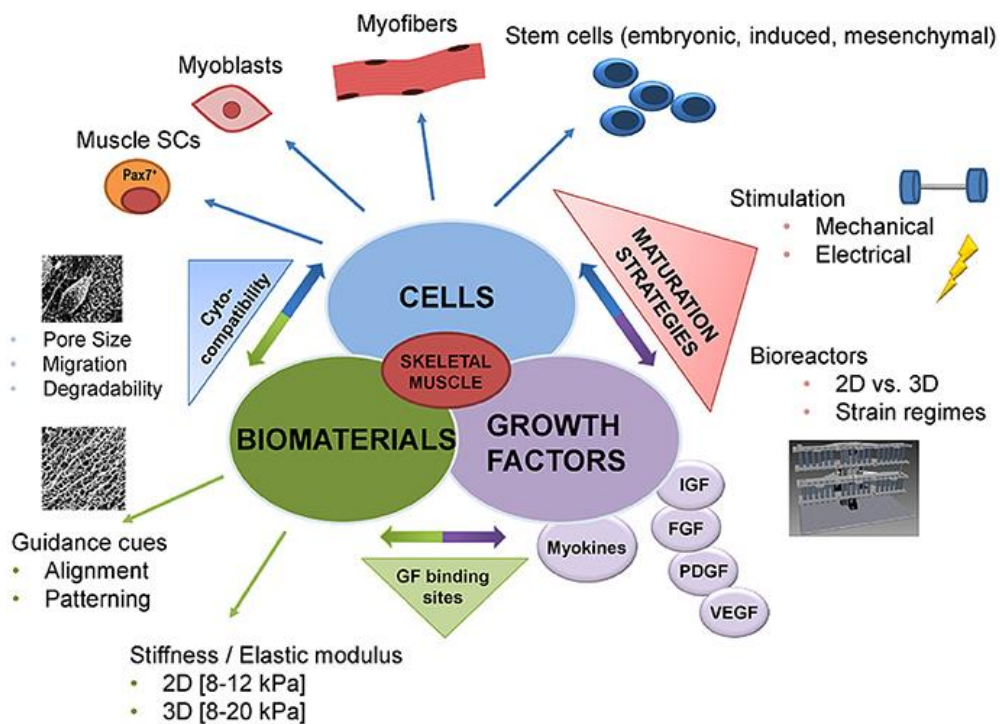 Myofibers
Stem cells (embryonic, induced, mesenchymal)
Myoblasts
Muscle SCs
Pax7⁺
Stimulation
• Mechanical
• Electrical
MATURATION
STRATEGIES
Cyto-
compatibility
CELLS
• Pore Size
• Migration
• Degradability
SKELETAL
MUSCLE
Bioreactors
• 2D vs. 3D
• Strain regimes
BIOMATERIALS
GROWTH
FACTORS
IGF
FGF
PDGF
VEGF
Myokines
GF binding
sites
Guidance cues
• Alignment
• Patterning
Stiffness / Elastic modulus
• 2D [8-12 kPa]
• 3D [8-20 kPa]